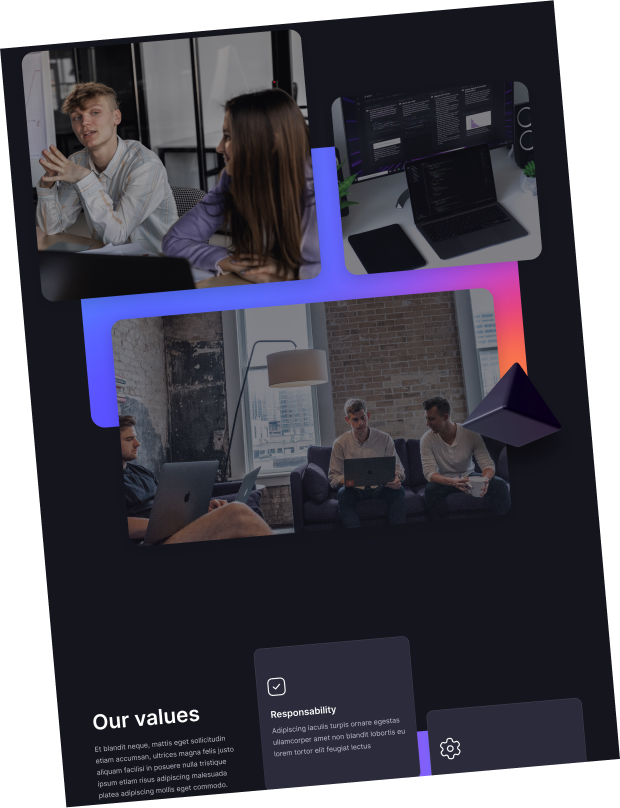 Our values
Et blandit neque, mattis eget sollicitudin
etiam accumsan, ultrices magna felis justo
aliquam facilisi in posuere nulla tristique
ipsum etiam risus adipiscing malesuada
platea adipiscing mollis eget commodo.
Responsability
Adipiscing iaculis turpis ornare egestas
ullamcorper amet non blandit lobortis eu
lorem tortor elit feugiat lectus